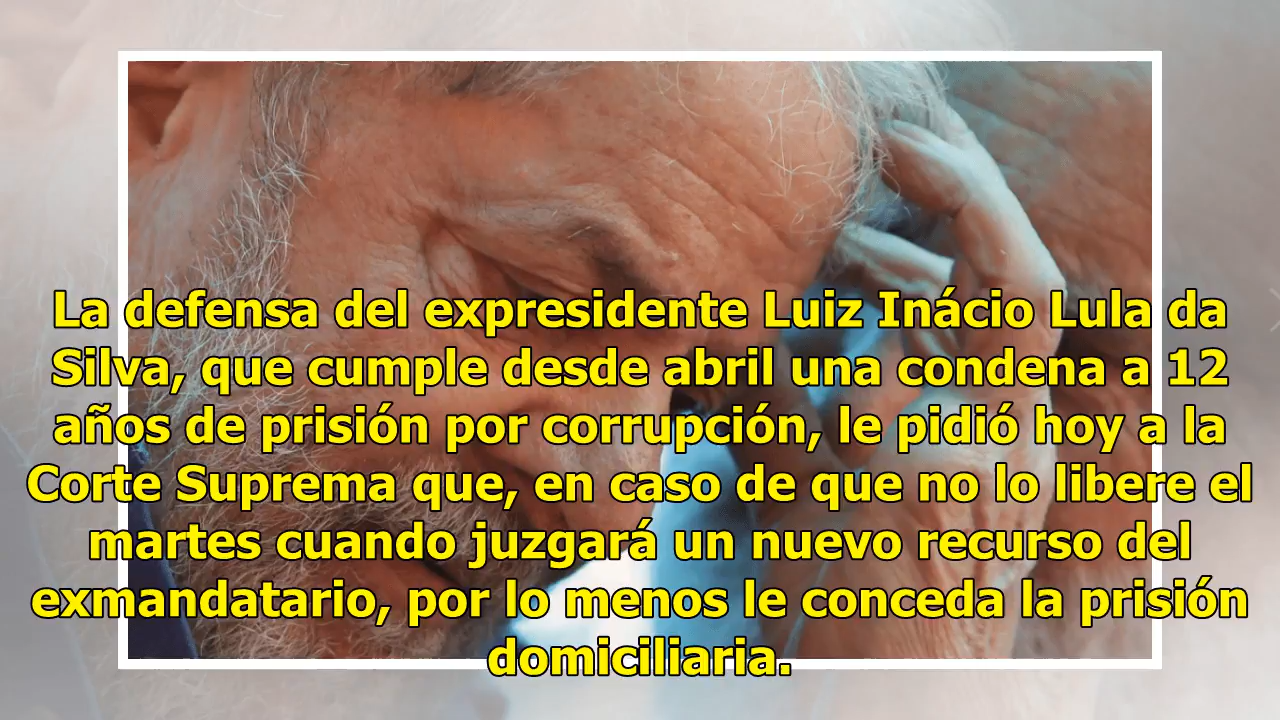 La defensa del expresidente Luiz Inácio Lula da
Silva, que cumple desde abril una condena a 12
años de prisión por corrupción, le pidió hoy a la
Corte Suprema que, en caso de que no lo libere el
martes cuando juzgará un nuevo recurso del
exmandatario, por lo menos le conceda la prisión
domiciliaria.